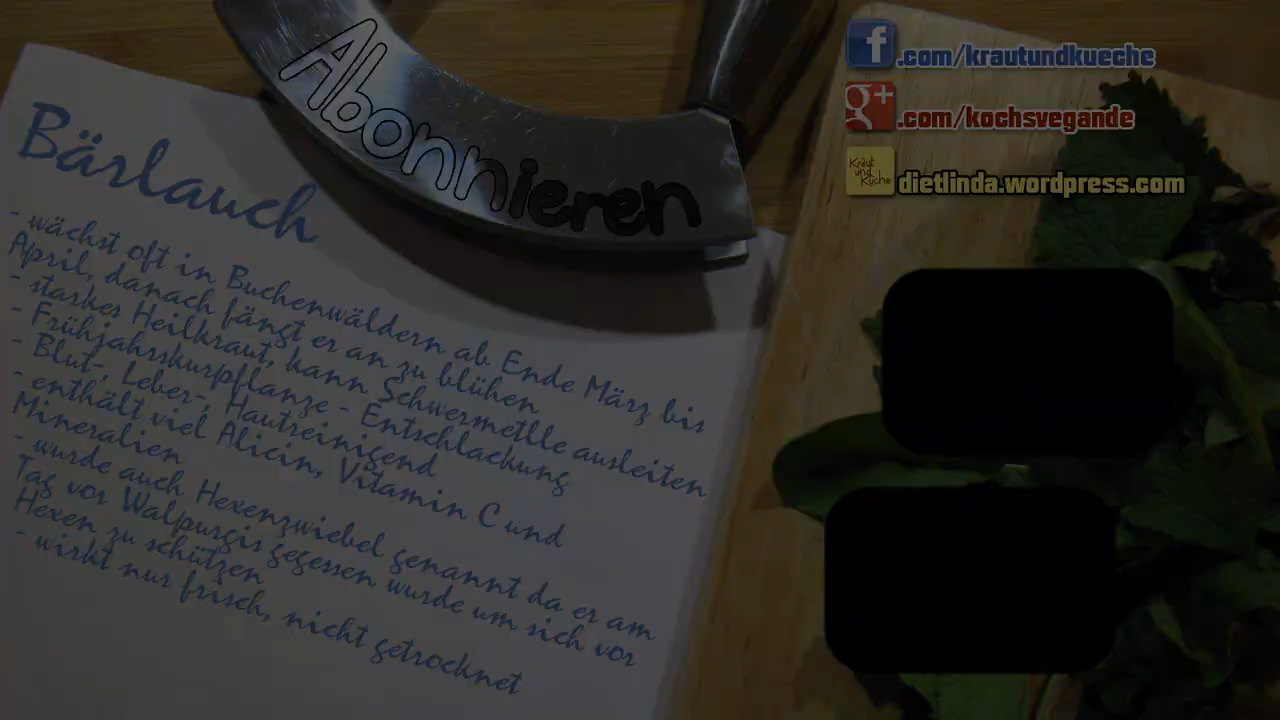 Abonnieren
f .com/krautundkueche
g+ .com/kochsvegande
Kraut
und
Küche
dietlinda.wordpress.com
Bärlauch
- wächst oft in Buchenwäldern ab Ende März bis
April, danach fängt er an zu blühen
- starkes Heilkraut, kann Schwermetlle ausleiten
- Frühjahrskurpflanze - Entschlackung
- Blut-, Leber-, Hautreinigend
- enthält viel Alicin, Vitamin C und
Mineralien
- wurde auch Hexenzwiebel genannt da er am
Tag vor Walpurgis gegessen wurde um sich vor
Hexen zu schützen
- wirkt nur frisch, nicht getrocknet